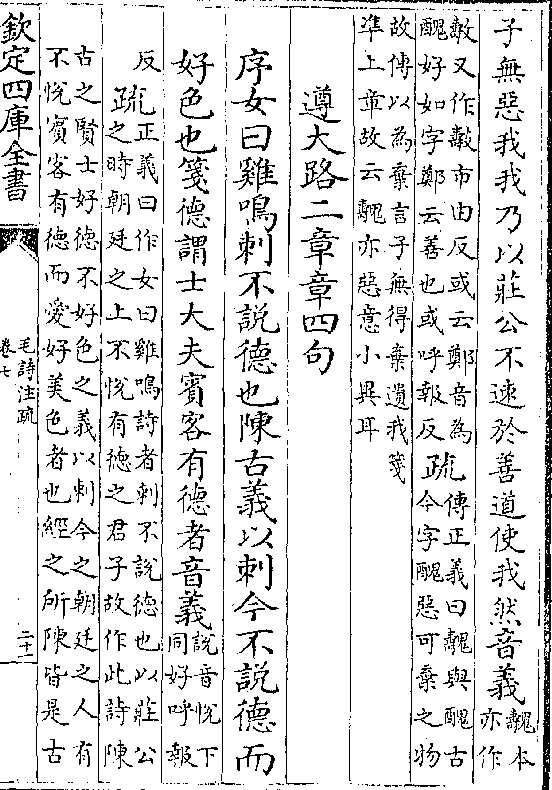 子無惡我我乃以莊公不速於善道使我然音義魗本亦作
䵼又作𣀔市由反或云鄭音為
醜好如字鄭云善也或呼報反疏傳正義曰魗與醜古
今字醜惡可棄之物
故傳以為棄言子無得棄遺我箋
準上章故云魗亦惡意小異耳
遵大路二章章四句
序女曰雞鳴刺不說德也陳古義以刺今不說德而
好色也箋德謂士大夫賓客有德者音義說音悅下同好呼報
反
疏正義曰作女曰雞鳴詩者刺不說德也以莊公
之時朝廷之上不悅有德之君子故作此詩陳
古之賢士好德不好色之義以刺今之朝廷之人有
不悅賓客有德而愛好美色者也經之所陳皆是古
欽定四庫全書
毛詩注疏
卷七
二十一